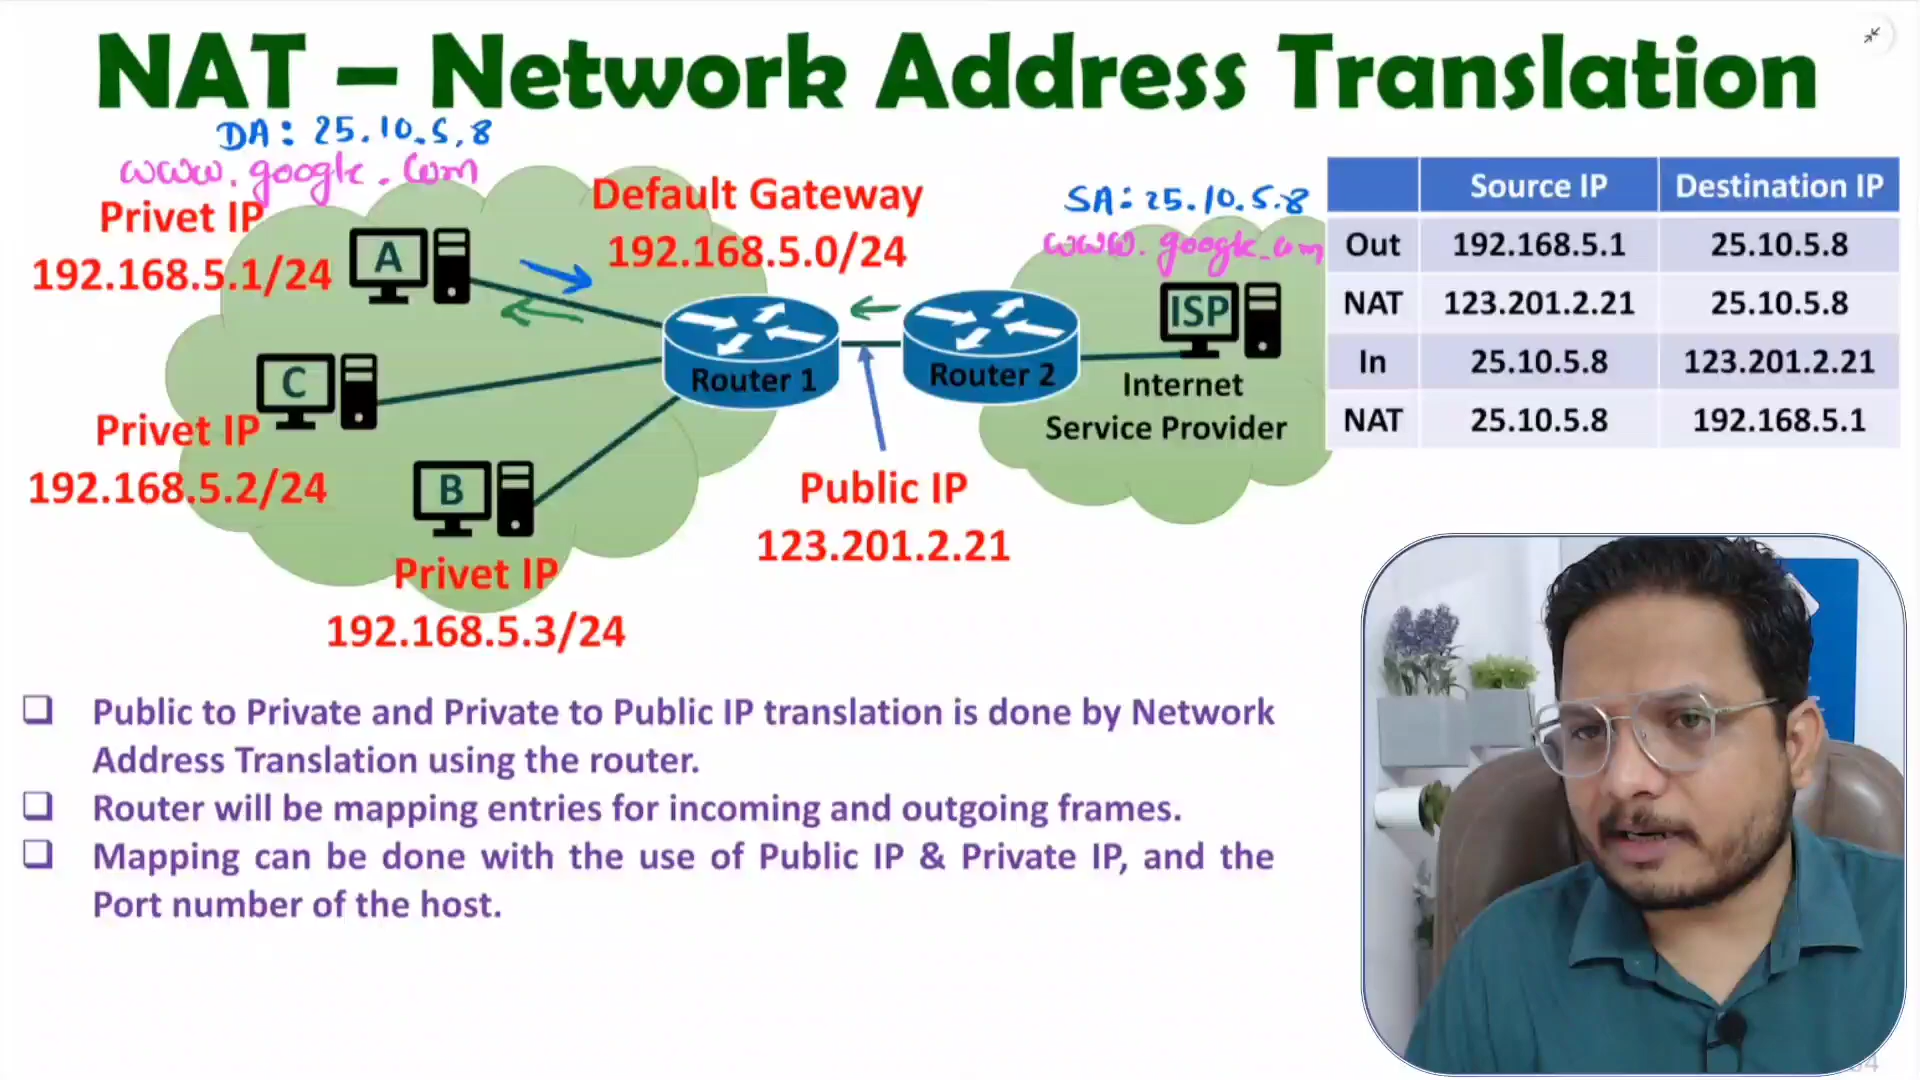 NAT – Network Address Translation
DA: 25.10.5.8
www.google.com
Privet IP
192.168.5.1/24
A
Default Gateway
192.168.5.0/24
SA: 25.10.5.8
www.google.com
Source IP Destination IP
Out 192.168.5.1 25.10.5.8
NAT 123.201.2.21 25.10.5.8
In 25.10.5.8 123.201.2.21
NAT 25.10.5.8 192.168.5.1
Router 1
Router 2
ISP
Internet
Service Provider
C
Privet IP
192.168.5.2/24
B
Privet IP
192.168.5.3/24
Public IP
123.201.2.21
Public to Private and Private to Public IP translation is done by Network
Address Translation using the router.
Router will be mapping entries for incoming and outgoing frames.
Mapping can be done with the use of Public IP & Private IP, and the
Port number of the host.